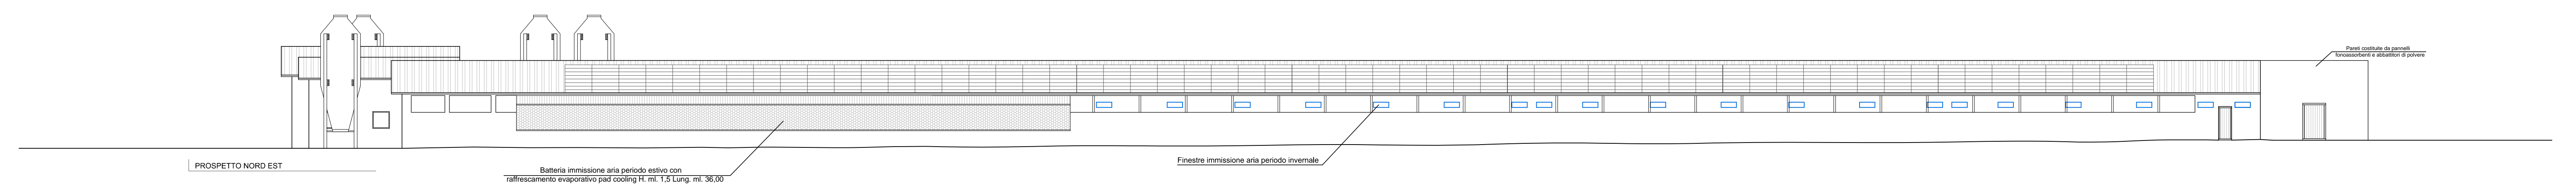 Pareti costituite da pannelli
fonoassorbenti e abbattitori di polvere
PROSPETTO NORD EST
Batteria immissione aria periodo estivo con
raffrescamento evaporativo pad cooling H. ml. 1,5 Lung. ml. 36,00
Finestre immissione aria periodo invernale